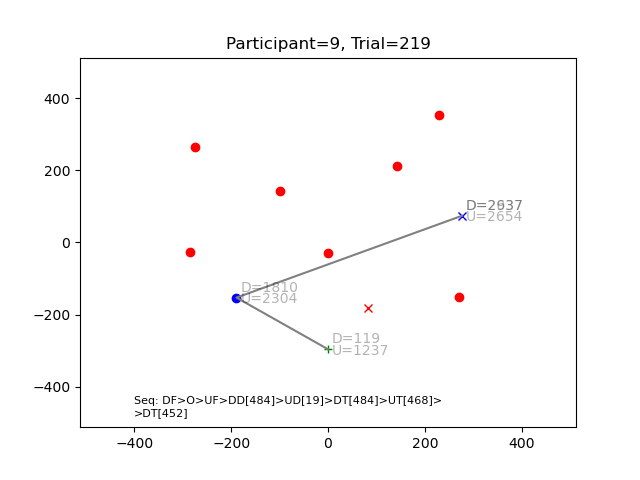 Participant=9, Trial=219
400
200
0
−200
−400
D=2637
U=2654
D=1810
U=2304
D=119
U=1237
Seq: DF>O>UF>DD[484]>UD[19]>DT[484]>UT[468]>
>DT[452]
−400
−200
0
200
400